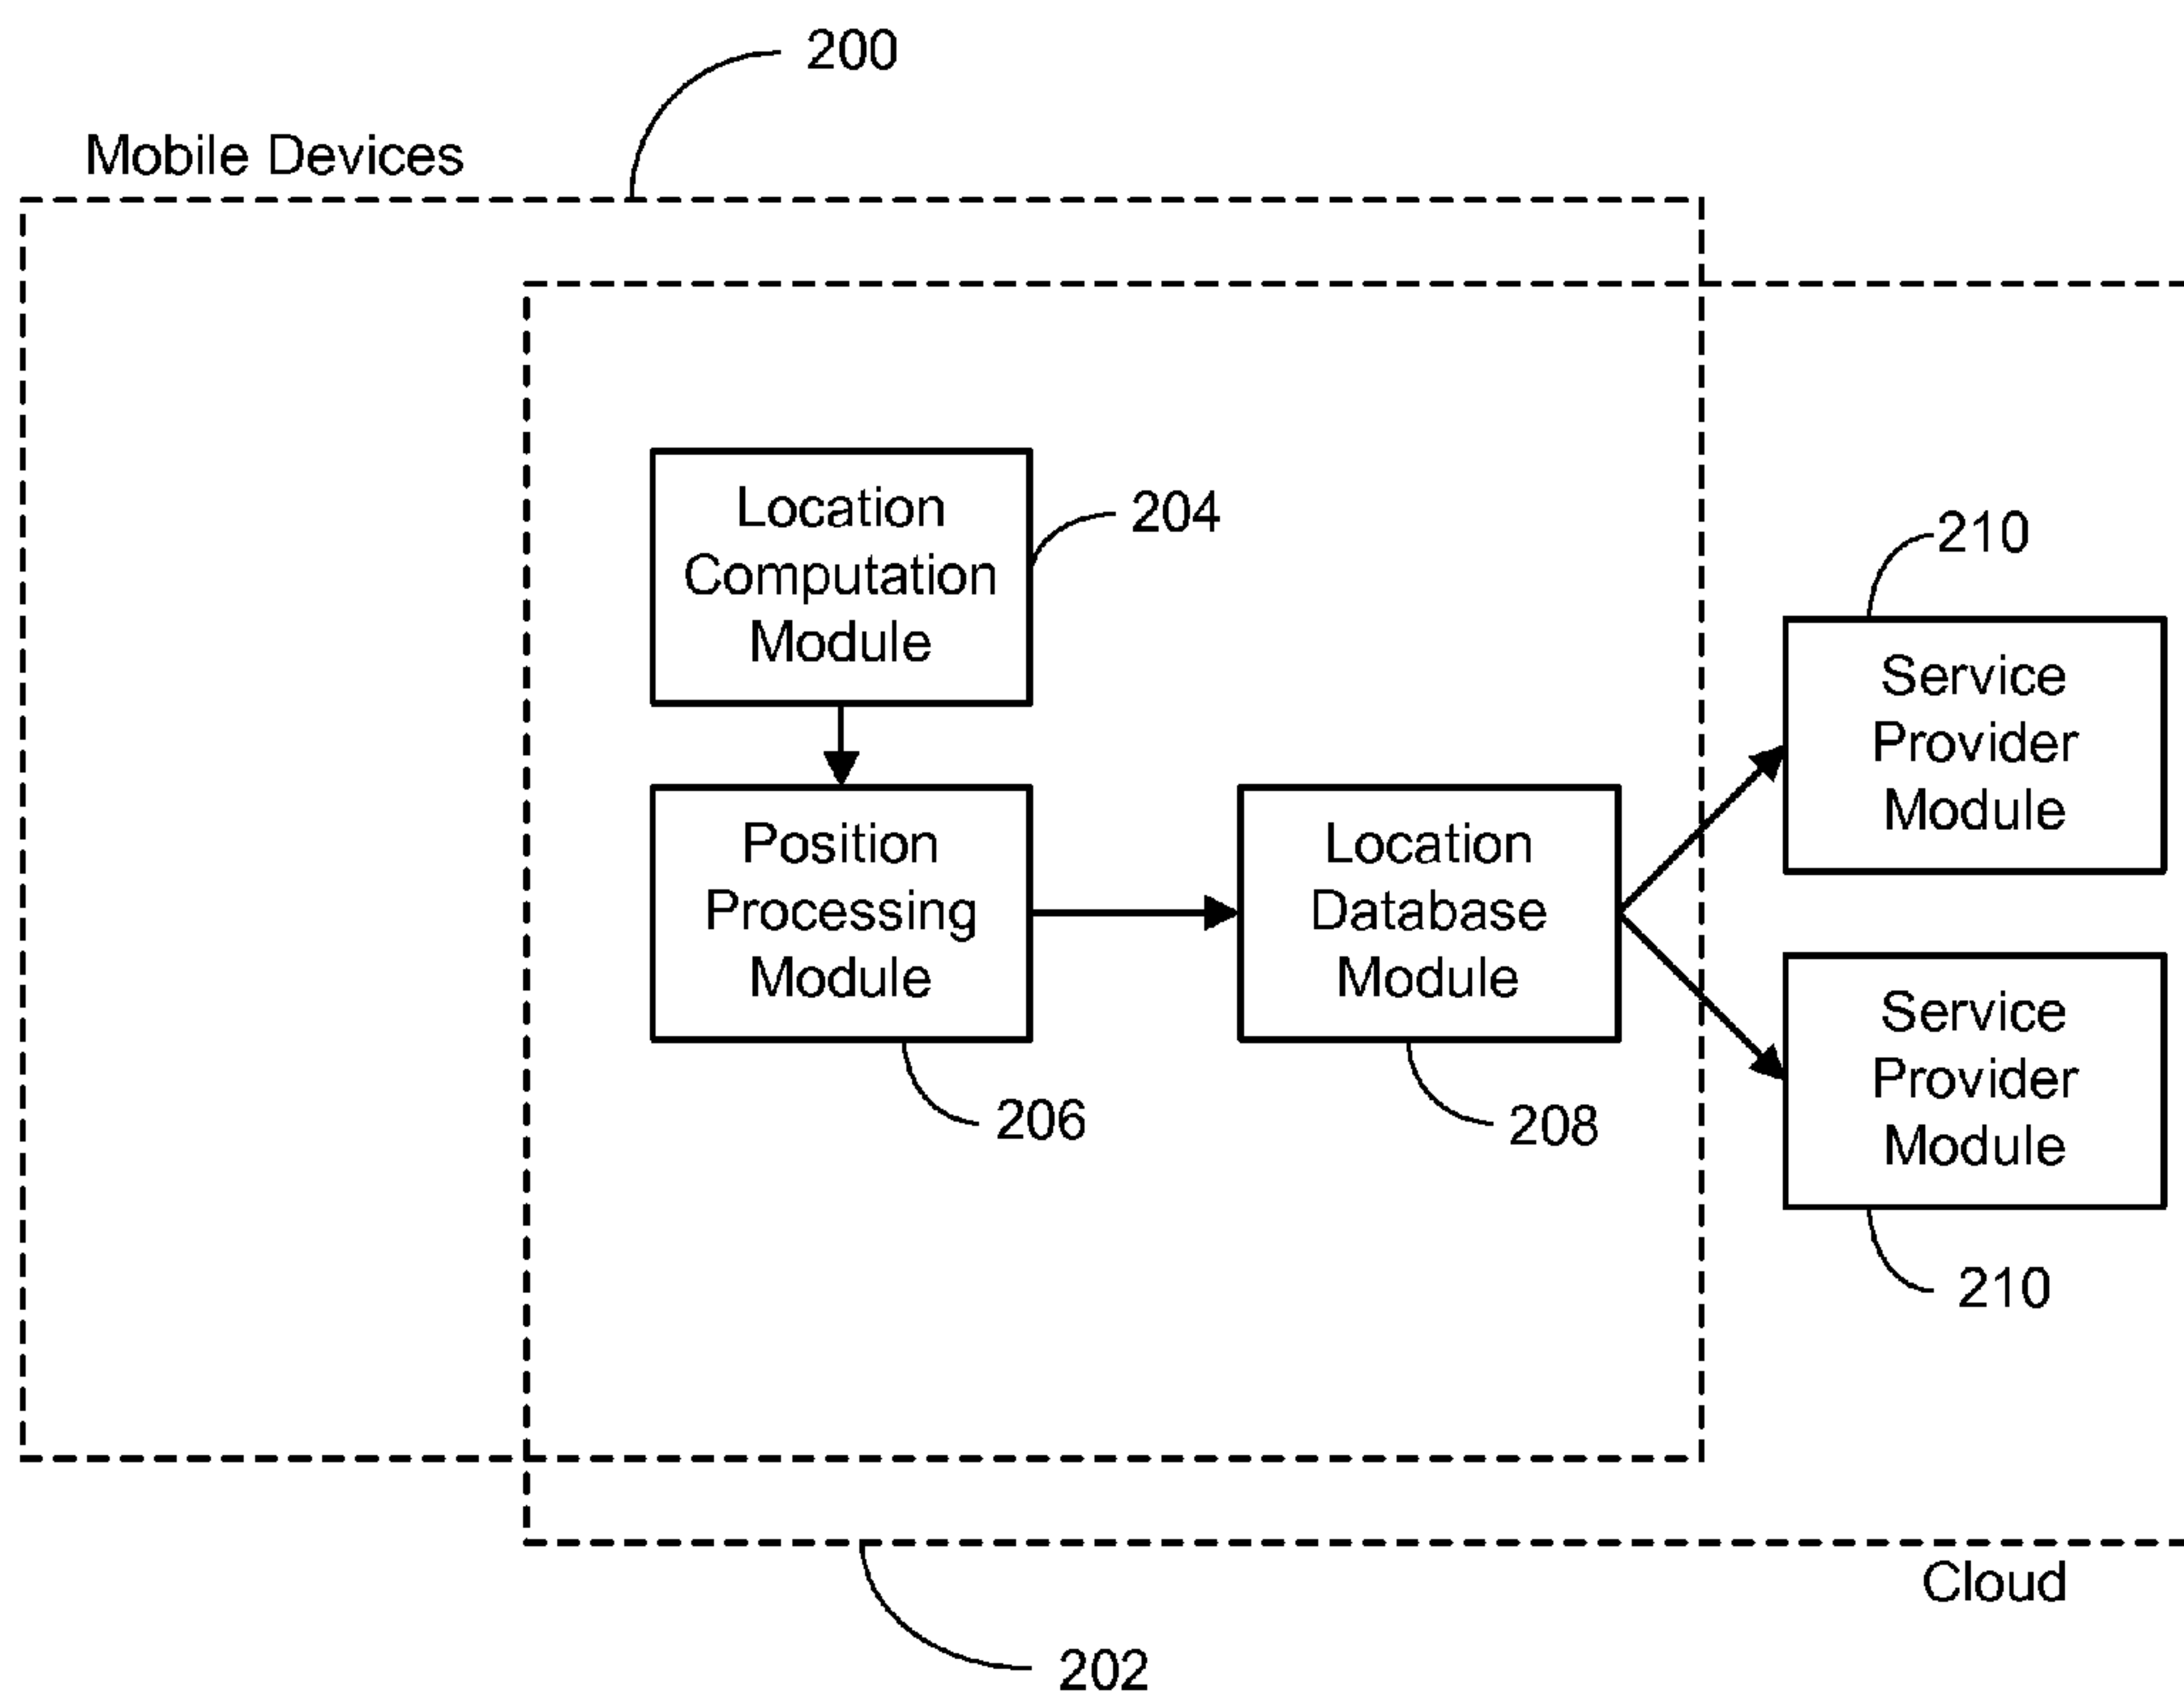 200
Mobile Devices
Location
Computation
Module
204
210
Service
Provider
Module
Position
Processing
Module
Location
Database
Module
206
208
Service
Provider
Module
210
Cloud
202